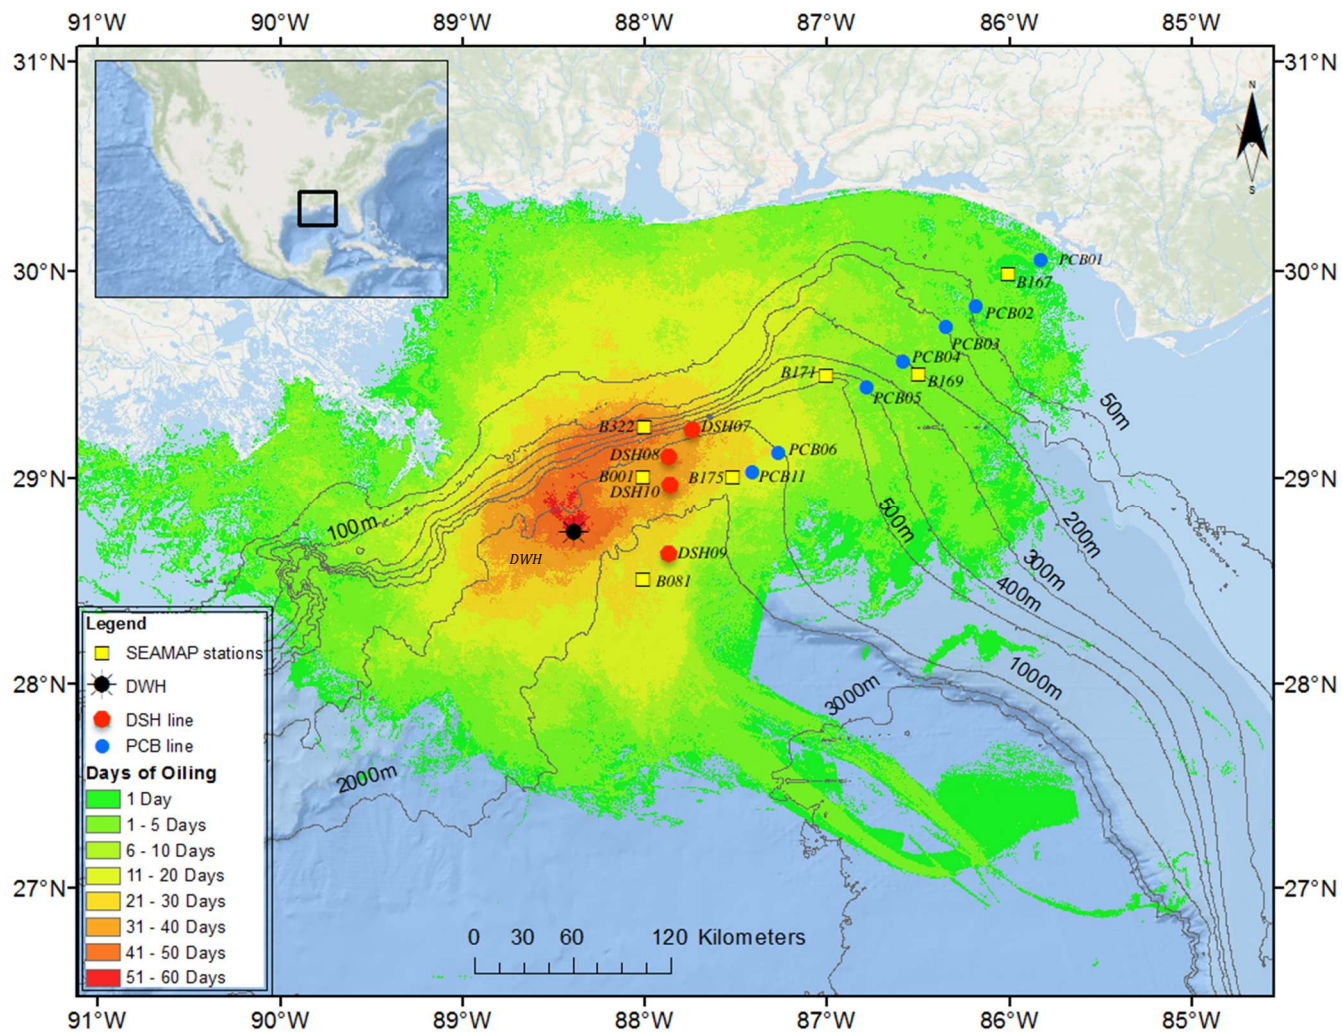 91°W 90°W 89°W 88°W 87°W 86°W 85°W
31°N 31°N
N
S
30°N 30°N
PCB01
B167
PCB02
PCB03
PCB04
B171 B169
PCB05
50m
B322 DSH07
DSH08 PCB06
29°N B001 B175 PCB11 29°N
DSH10
100m 500m 200m
DWH DSH09 300m
B081 400m
Legend
SEAMAP stations
DWH
DSH line
PCB line
28°N 28°N
1000m
3000m
2000m
Days of Oiling
1 Day
1 - 5 Days
6 - 10 Days
11 - 20 Days
21 - 30 Days
31 - 40 Days
41 - 50 Days
51 - 60 Days
27°N 27°N
0 30 60 120 Kilometers
91°W 90°W 89°W 88°W 87°W 86°W 85°W